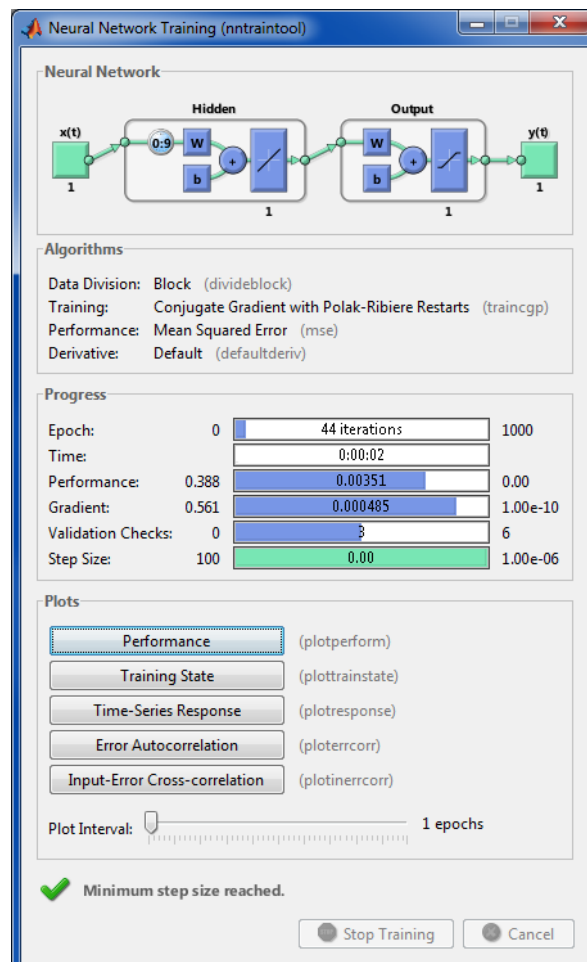 Neural Network Training (nntraintool)
Neural Network
Hidden
Output
x(t)
y(t)
0:9
W
W
b
+
b
+
1
1
1
1
Algorithms
Data Division: Block (divideblock)
Training: Conjugate Gradient with Polak-Ribiere Restarts (traincgp)
Performance: Mean Squared Error (mse)
Derivative: Default (defaultderiv)
Progress
Epoch: 0 44 iterations 1000
Time: 0:00:02
Performance: 0.388 0.00351 0.00
Gradient: 0.561 0.000485 1.00e-10
Validation Checks: 0 3 6
Step Size: 100 0.00 1.00e-06
Plots
Performance (plotperform)
Training State (plottrainstate)
Time-Series Response (plotresponse)
Error Autocorrelation (ploterrcorr)
Input-Error Cross-correlation (plotinerrcorr)
Plot Interval: 1 epochs
Minimum step size reached.
Stop Training Cancel